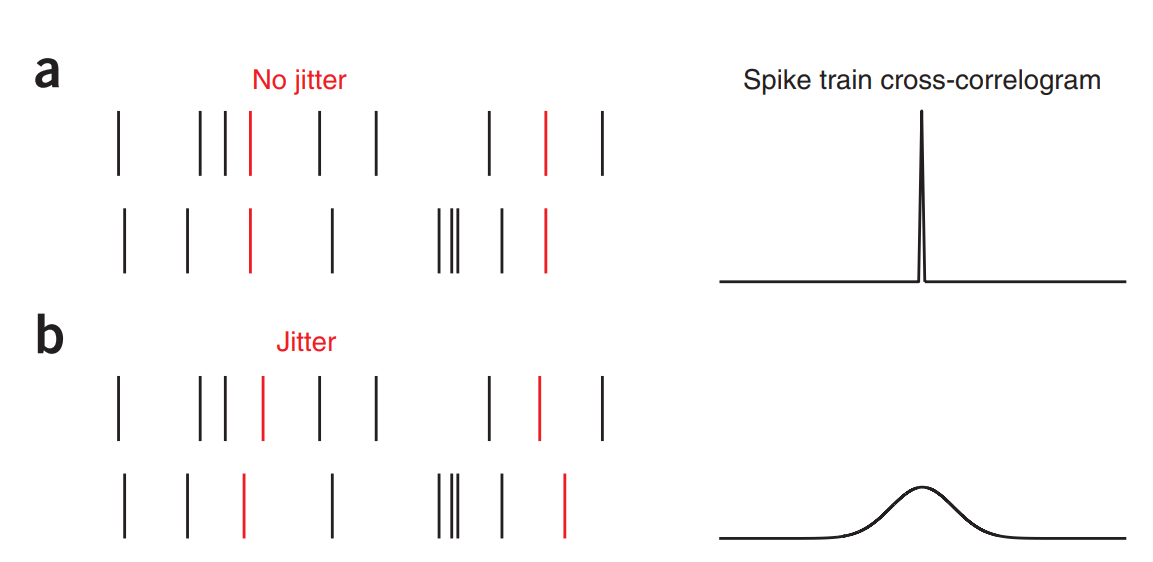 a
No jitter
Spike train cross-correlogram
b
Jitter